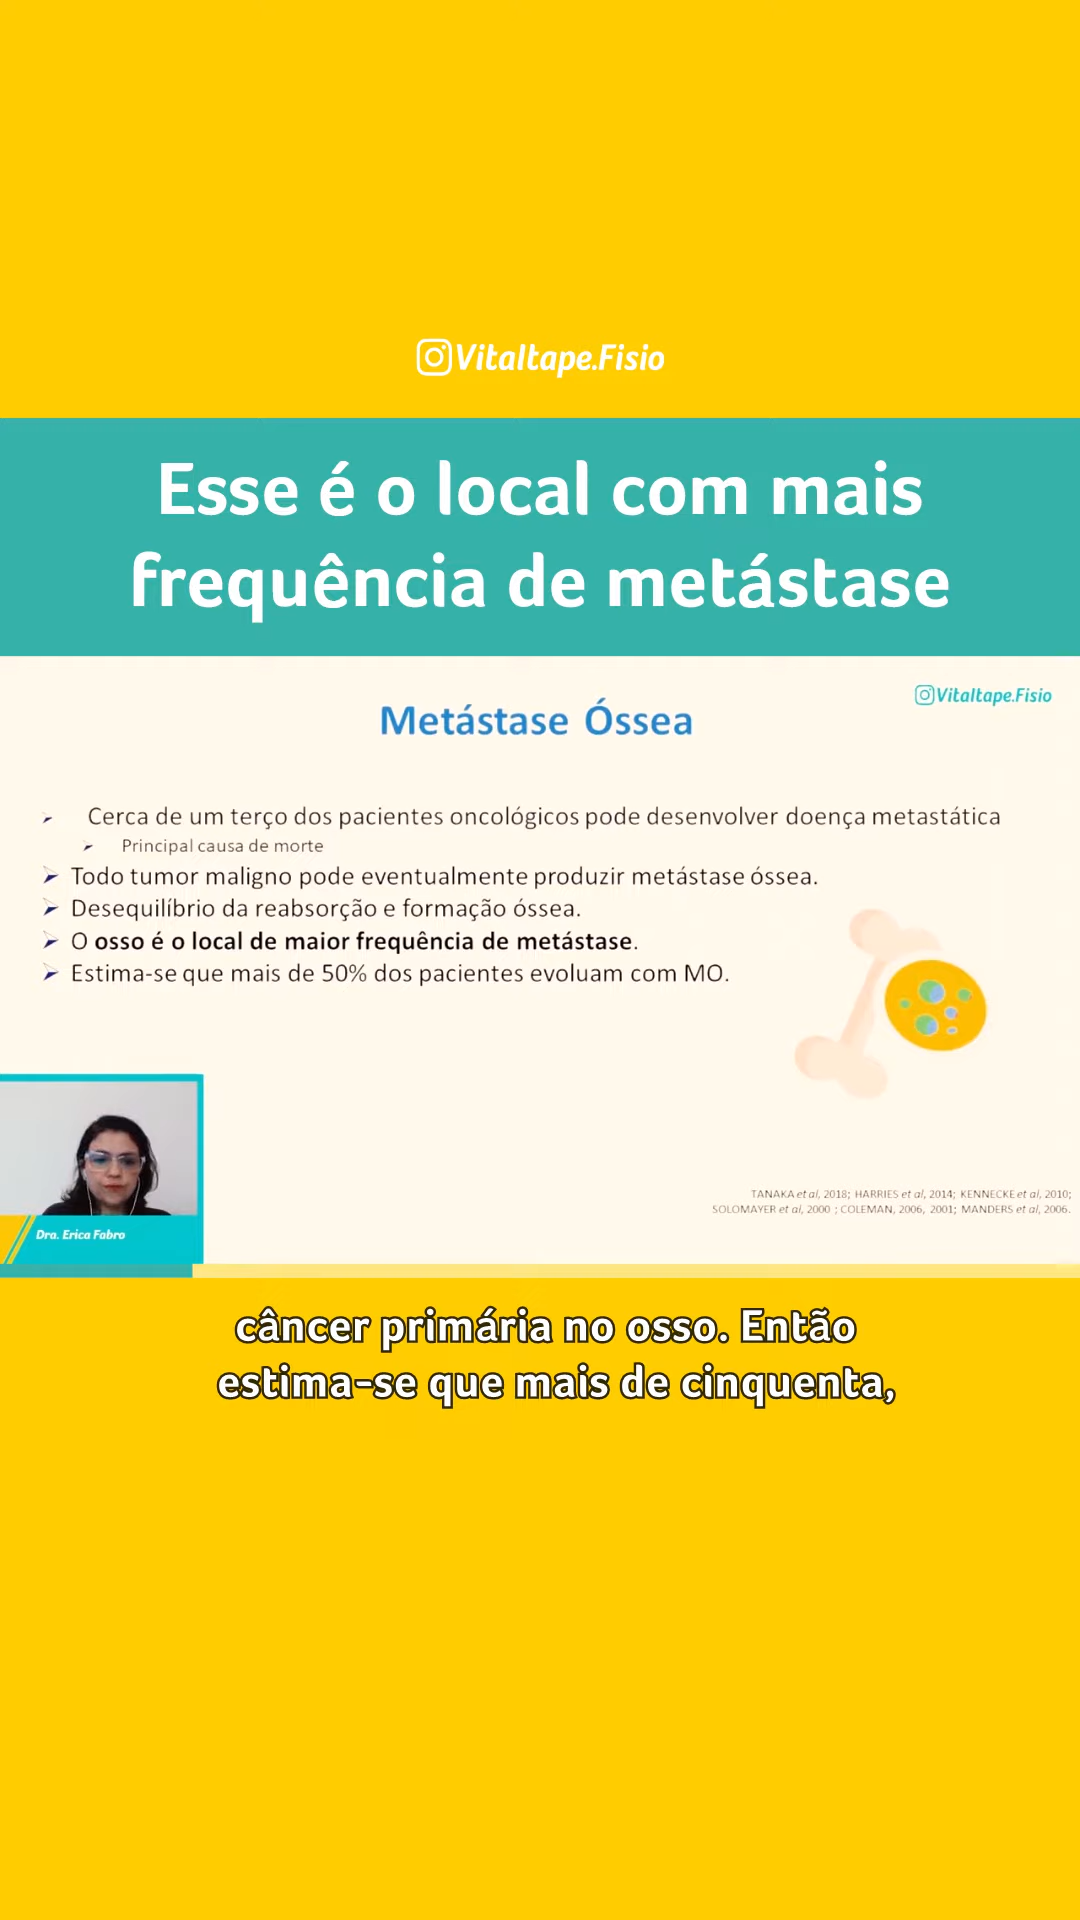 Vitaltape.Fisio
Esse é o local com mais
frequência de metástase
Vitaltape.Fisio
Metástase Óssea
Cerca de um terço dos pacientes oncológicos pode desenvolver doença metastática
Principal causa de morte
Todo tumor maligno pode eventualmente produzir metástase óssea.
Desequilíbrio da reabsorção e formação óssea.
O osso é o local de maior frequência de metástase.
Estima-se que mais de 50% dos pacientes evoluam com MO.
TANAKA et al, 2018; HARRIES et al, 2014; KENNECKE et al, 2010;
SOLOMAYER et al, 2000 ; COLEMAN, 2006, 2001; MANDERS et al, 2006.
Dra. Erica Fabro
câncer primária no osso. Então
estima-se que mais de cinquenta,